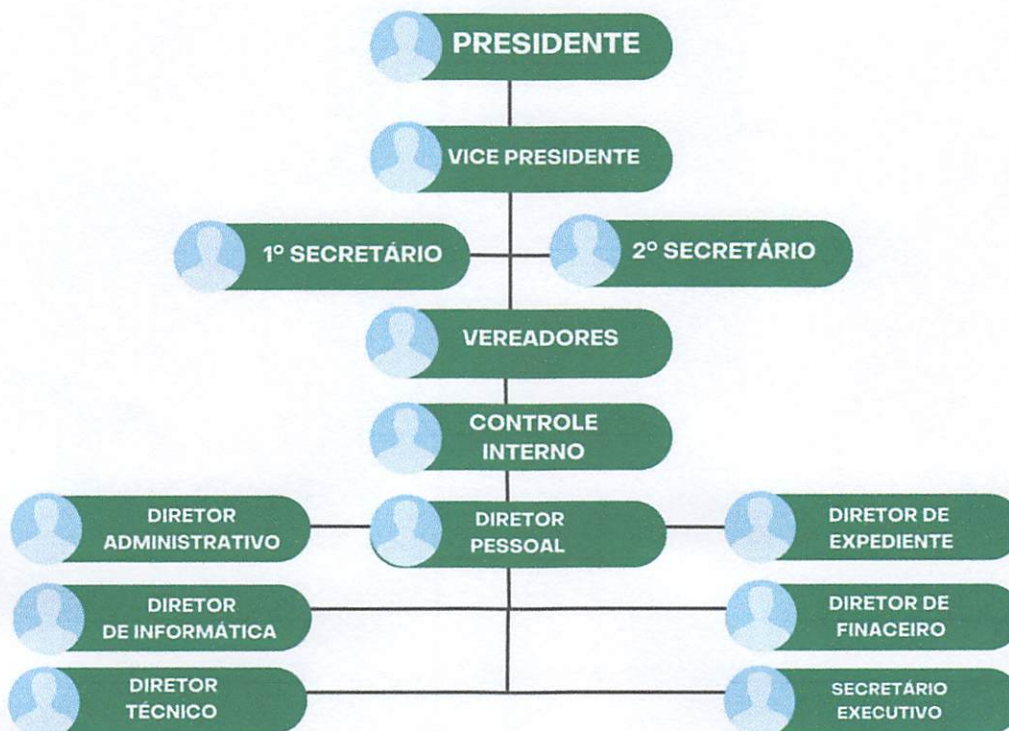 PRESIDENTE
VICE PRESIDENTE
1º SECRETÁRIO
2º SECRETÁRIO
VEREADORES
CONTROLE
INTERNO
DIRETOR
ADMINISTRATIVO
DIRETOR
PESSOAL
DIRETOR DE
EXPEDIENTE
DIRETOR
DE INFORMÁTICA
DIRETOR DE
FINACEIRO
DIRETOR
TÉCNICO
SECRETÁRIO
EXECUTIVO